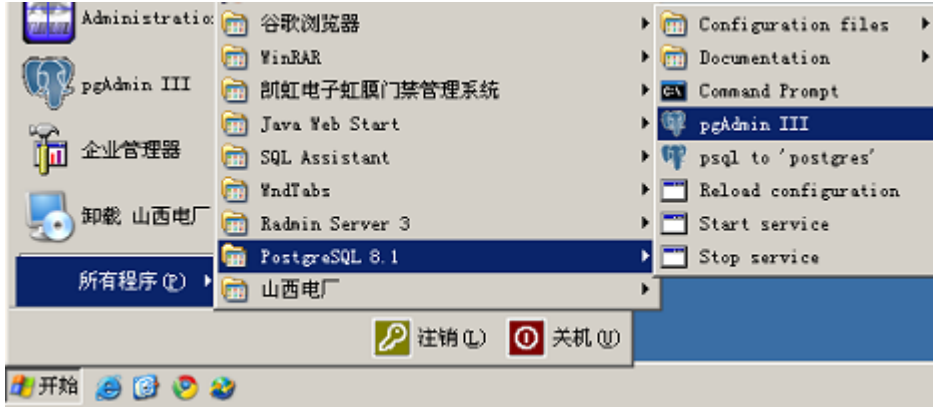 Administratio
pgAdmin III
企业管理器
卸载 山西电厂
所有程序(P)
谷歌浏览器
WinRAR
凯虹电子虹膜门禁管理系统
Java Web Start
SQL Assistant
WndTabs
Radmin Server 3
PostgreSQL 8.1
山西电厂
Configuration files
Documentation
Command Prompt
pgAdmin III
psql to 'postgres'
Reload configuration
Start service
Stop service
注销(L)
关机(U)
开始